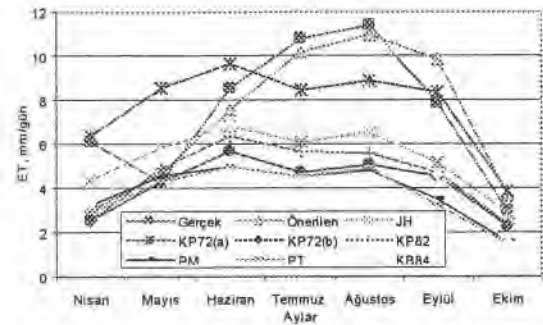 12
10
8
6
4
2
0
ET, mm/gün
Gerçek Önerilen JH
KP72(a) KP72(b) KP82
PM PT KB84
Nisan Mayıs Haziran Temmuz Ağustos Eylül Ekim
Aylar